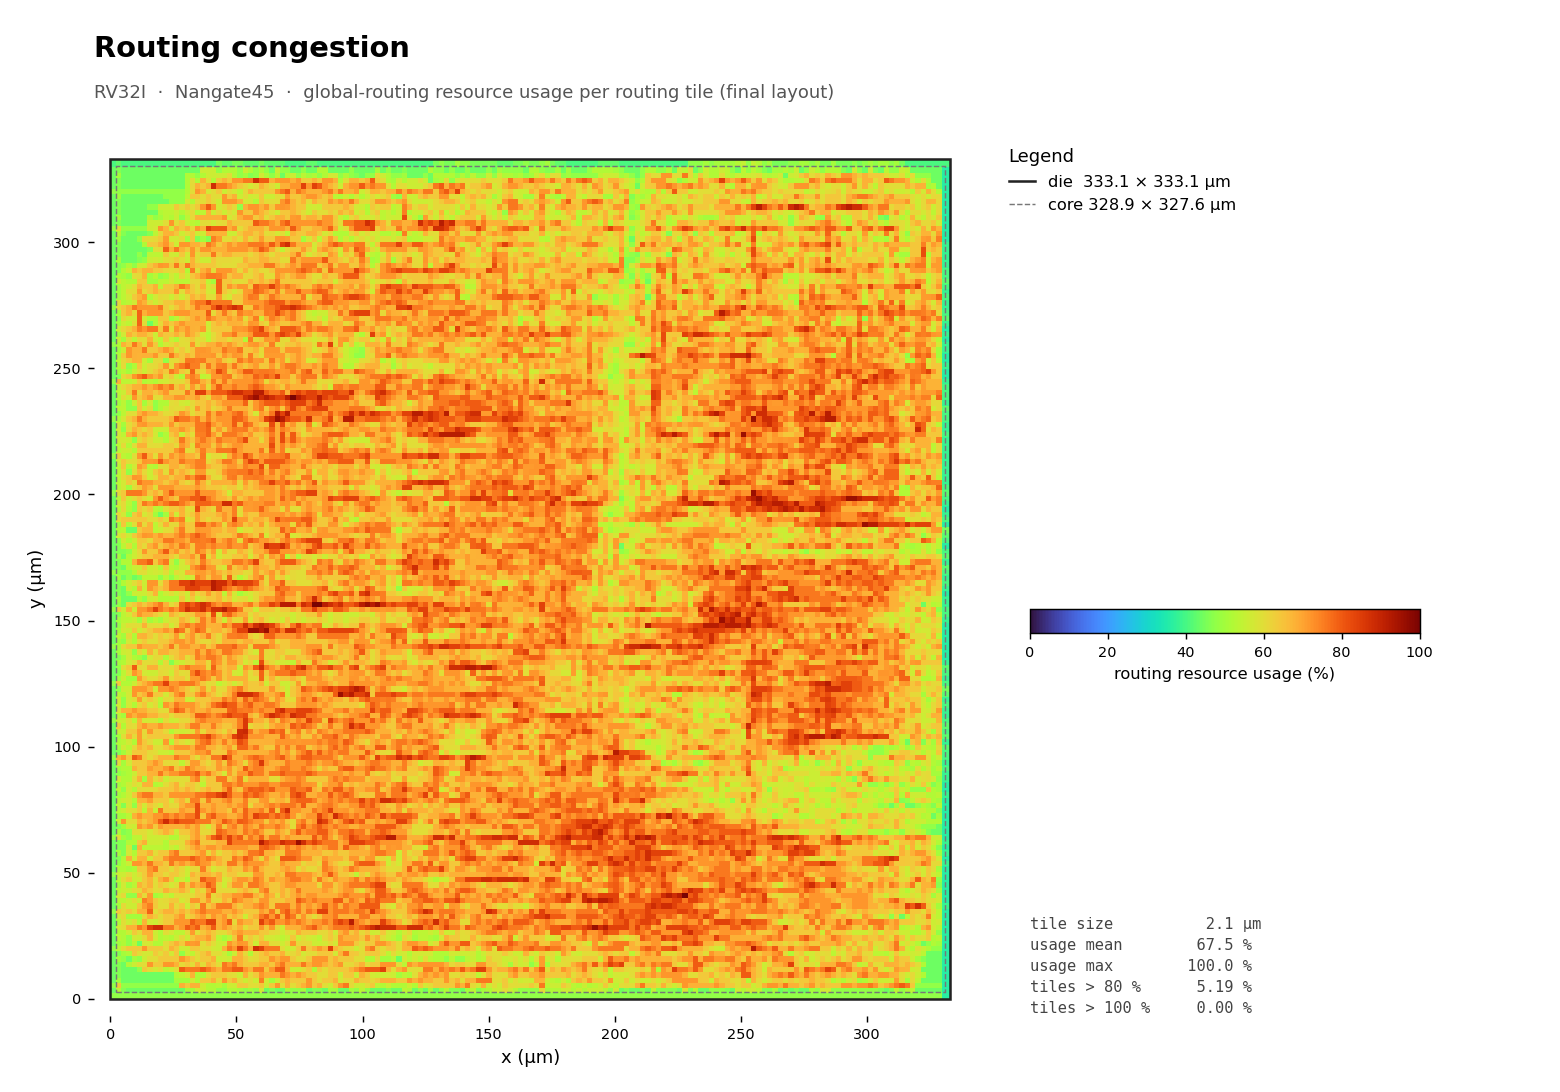 Routing congestion
RV32I · Nangate45 · global-routing resource usage per routing tile (final layout)
Legend
die 333.1 × 333.1 µm
core 328.9 × 327.6 µm
300
250
200
150
100
50
0
y (µm)
0 50 100 150 200 250 300
x (µm)
0 20 40 60 80 100
routing resource usage (%)
tile size 2.1 µm
usage mean 67.5 %
usage max 100.0 %
tiles > 80 % 5.19 %
tiles > 100 % 0.00 %